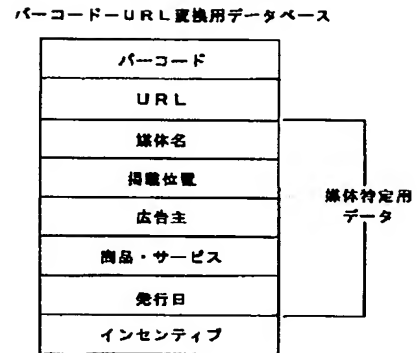 バーコード－ＵＲＬ変換用データベース
バーコード
ＵＲＬ
媒体名
掲載位置
広告主
商品・サービス
発行日
インセンティブ
媒体特定用
データ